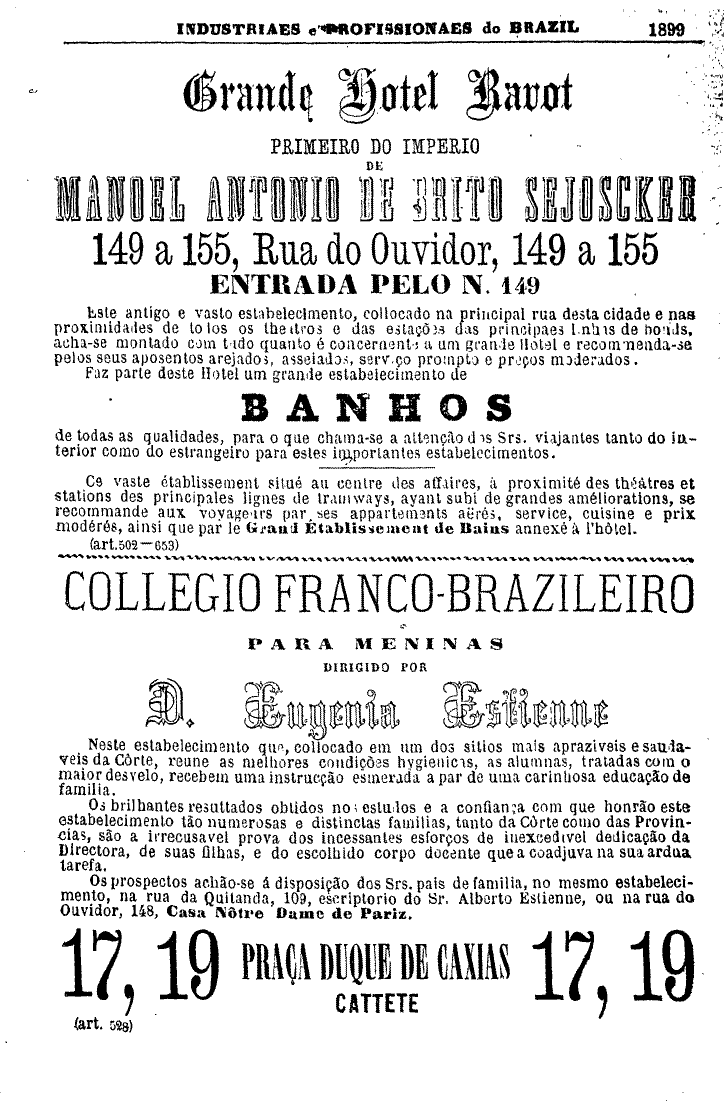 INDUSTRIAES e PROFISSIONAES do BRAZIL 1899
Grande Hotel Ravot
PRIMEIRO DO IMPERIO
DE
MANOEL ANTONIO DE BRITO SEJOSCKER
149 a 155, Rua do Ouvidor, 149 a 155
ENTRADA PELO N. 149
Este antigo e vasto estabelecimento, collocado na principal rua desta cidade e nas
proximidades de todos os theatros e das estações das principaes linhas de bonds,
acha-se montado com tudo quanto é concernente a um grande Hotel e recommenda-se
pelos seus aposentos arejados, asseiados, serviço prompto e preços moderados.
Faz parte deste Hotel um grande estabelecimento de
BANHOS
de todas as qualidades, para o que chama-se a attenção dos Srs. viajantes tanto do in-
terior como do estrangeiro para estes importantes estabelecimentos.
Ce vaste établissement situé au centre des affaires, à proximité des théâtres et
stations des principales lignes de tramways, ayant subi de grandes améliorations, se
recommande aux voyageurs par ses appartements aërés, service, cuisine e prix
modérés, ainsi que par le Grand Établissement de Bains annexé à l'hôtel.
(art. 502—653)
COLLEGIO FRANCO-BRAZILEIRO
PARA MENINAS
DIRIGIDO POR
D. Eugenia Estienne
Neste estabelecimento que, collocado em um dos sitios mais apraziveis e sauda-
veis da Côrte, reune as melhores condições hygienicas, as alumnas, tratadas com o
maior desvelo, recebem uma instrucção esmerada a par de uma carinhosa educação de
familia.
Os brilhantes resultados obtidos nos estudos e a confiança com que honrão este
estabelecimento tão numerosas e distinctas familias, tanto da Côrte como das Provin-
cias, são a irrecusavel prova dos incessantes esforços de inexcedivel dedicação da
Directora, de suas filhas, e do escolhido corpo docente que a coadjuva na sua ardua
tarefa.
Os prospectos achão-se á disposição dos Srs. pais de familia, no mesmo estabeleci-
mento, na rua da Quitanda, 109, escriptorio do Sr. Alberto Estienne, ou na rua do
Ouvidor, 148, Casa Nôtre Dame de Pariz.
17, 19 PRAÇA DUQUE DE CAXIAS 17, 19
CATTETE
(art. 528)